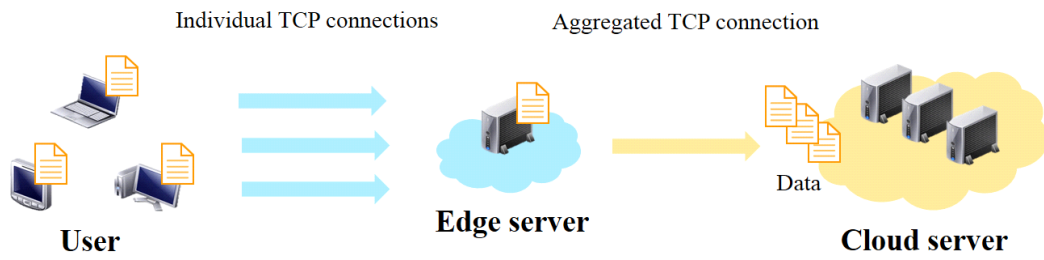 Individual TCP connections
Aggregated TCP connection
Data
User
Edge server
Cloud server